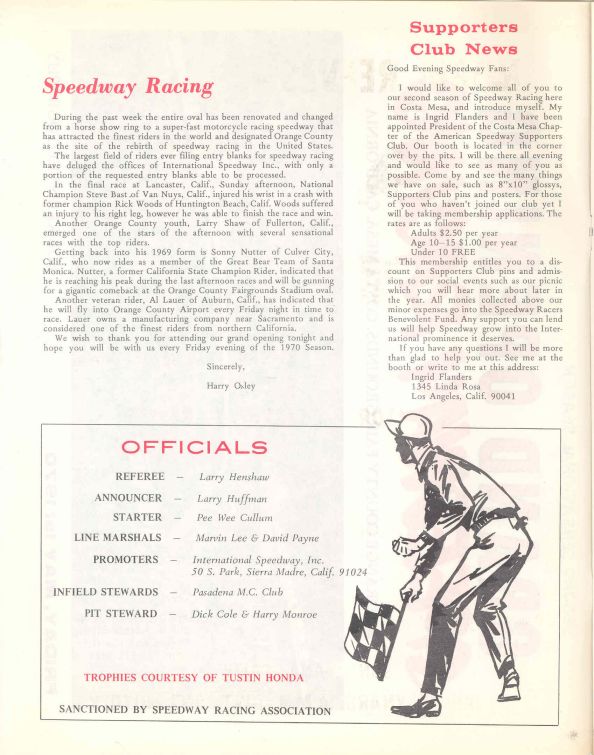 Speedway Racing
During the past week the entire oval has been renovated and changed
from a horse show ring to a super-fast motorcycle racing speedway that
has attracted the finest riders in the world and designated Orange County
as the site of the rebirth of speedway racing in the United States.
The largest field of riders ever filing entry blanks for speedway racing
have deluged the offices of International Speedway Inc., with only a
portion of the requested entry blanks able to be processed.
In the final race at Lancaster, Calif., Sunday afternoon, National
Champion Steve Bast of Van Nuys, Calif., injured his wrist in a crash with
former champion Rick Woods of Huntington Beach, Calif. Woods suffered
an injury to his right leg, however he was able to finish the race and win.
Another Orange County youth, Larry Shaw of Fullerton, Calif.,
emerged one of the stars of the afternoon with several sensational
races with the top riders.
Getting back into his 1969 form is Sonny Nutter of Culver City,
Calif., who now rides as a member of the Great Bear Team of Santa
Monica. Nutter, a former California State Champion Rider, indicated that
he is reaching his peak during the last afternoon races and will be gunning
for a gigantic comeback at the Orange County Fairgrounds Stadium oval.
Another veteran rider, Al Lauer of Auburn, Calif., has indicated that
he will fly into Orange County Airport every Friday night in time to
race. Lauer owns a manufacturing company near Sacramento and is
considered one of the finest riders from northern California.
We wish to thank you for attending our grand opening tonight and
hope you will be with us every Friday evening of the 1970 Season.
Sincerely,
Harry Oxley
Supporters
Club News
Good Evening Speedway Fans:
I would like to welcome all of you to
our second season of Speedway Racing here
in Costa Mesa, and introduce myself. My
name is Ingrid Flanders and I have been
appointed President of the Costa Mesa Chap-
ter of the American Speedway Supporters
Club. Our booth is located in the corner
over by the pits. I will be there all evening
and would like to see as many of you as
possible. Come by and see the many things
we have on sale, such as 8"x10" glossys,
Supporters Club pins and posters. For those
of you who haven't joined our club yet I
will be taking membership applications. The
rates are as follows:
Adults $2.50 per year
Age 10–15 $1.00 per year
Under 10 FREE
This membership entitles you to a dis-
count on Supporters Club pins and admis-
sion to our social events such as our picnic
which you will hear more about later in
the year. All monies collected above our
minor expenses go into the Speedway Racers
Benevolent Fund. Any support you can lend
us will help Speedway grow into the Inter-
national prominence it deserves.
If you have any questions I will be more
than glad to help you out. See me at the
booth or write to me at this address:
Ingrid Flanders
1345 Linda Rosa
Los Angeles, Calif. 90041
OFFICIALS
REFEREE – Larry Henshaw
ANNOUNCER – Larry Huffman
STARTER – Pee Wee Cullum
LINE MARSHALS – Marvin Lee & David Payne
PROMOTERS – International Speedway, Inc.
50 S. Park, Sierra Madre, Calif. 91024
INFIELD STEWARDS – Pasadena M.C. Club
PIT STEWARD – Dick Cole & Harry Monroe
TROPHIES COURTESY OF TUSTIN HONDA
SANCTIONED BY SPEEDWAY RACING ASSOCIATION